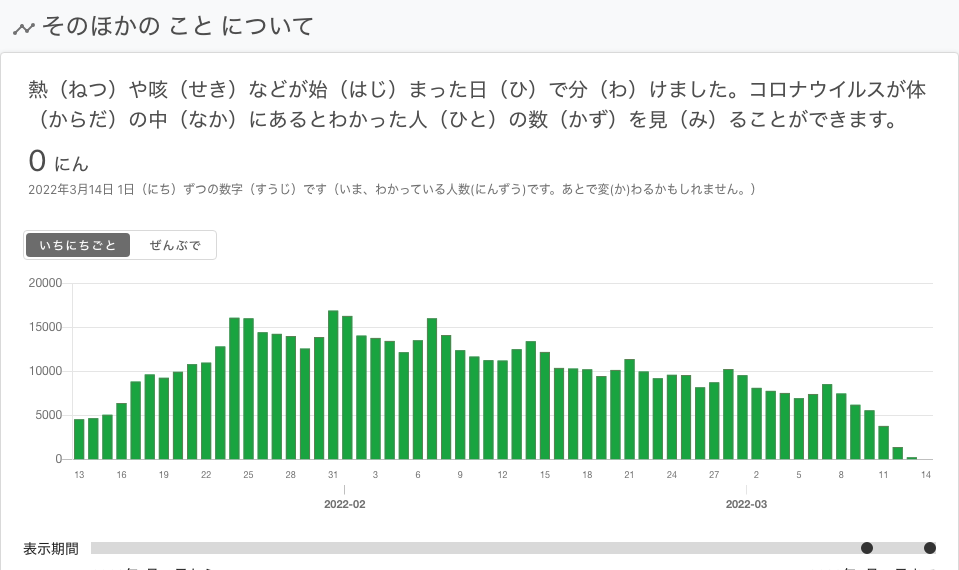 そのほかの こと について
熱（ねつ）や咳（せき）などが始（はじ）まった日（ひ）で分（わ）けました。コロナウイルスが体
（からだ）の中（なか）にあるとわかった人（ひと）の数（かず）を見（み）ることができます。
0 にん
2022年3月14日 1日（にち）ずつの数字（すうじ）です（いま、わかっている人数(にんずう)です。あとで変(か)わるかもしれません。）
いちにちごと ぜんぶで
20000
15000
10000
5000
0
13 16 19 22 25 28 31 3 6 9 12 15 18 21 24 27 2 5 8 11 14
2022-02 2022-03
表示期間